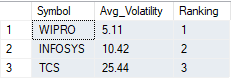 Symbol Avg_Volatility Ranking
1 WIPRO 5.11 1
2 INFOSYS 10.42 2
3 TCS 25.44 3